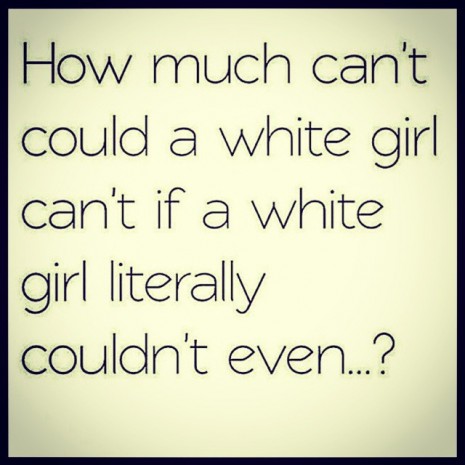 How much can't
could a white girl
can't if a white
girl literally
couldn't even...?